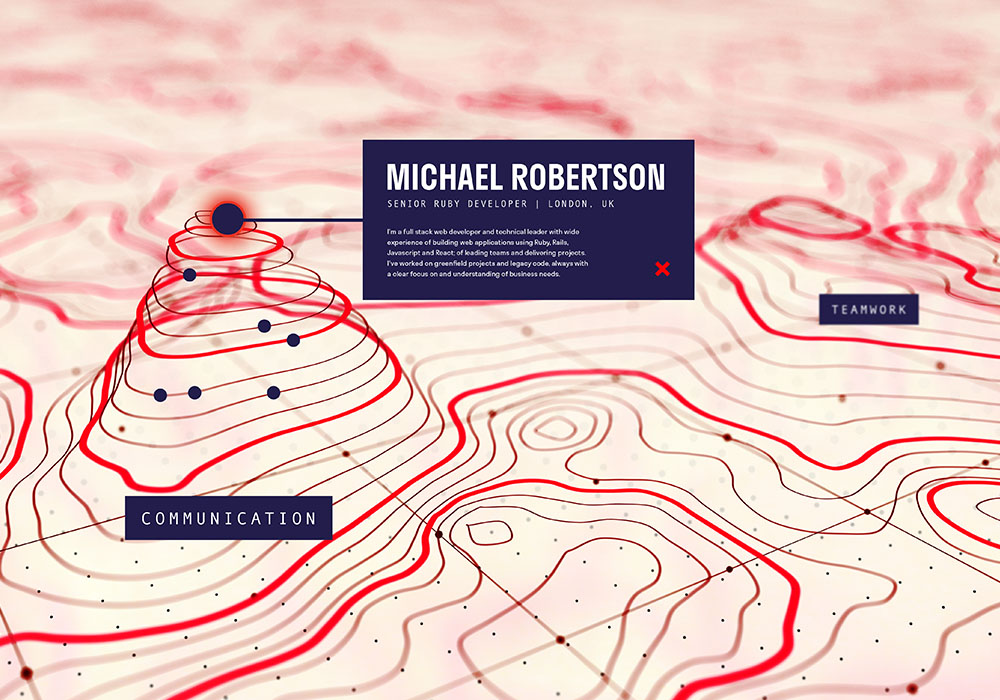 MICHAEL ROBERTSON
SENIOR RUBY DEVELOPER | LONDON, UK
I'm a full stack web developer and technical leader with wide
experience of building web applications using Ruby, Rails,
Javascript and React; of leading teams and delivering projects.
I've worked on greenfield projects and legacy code, always with
a clear focus on and understanding of business needs.
TEAMWORK
COMMUNICATION